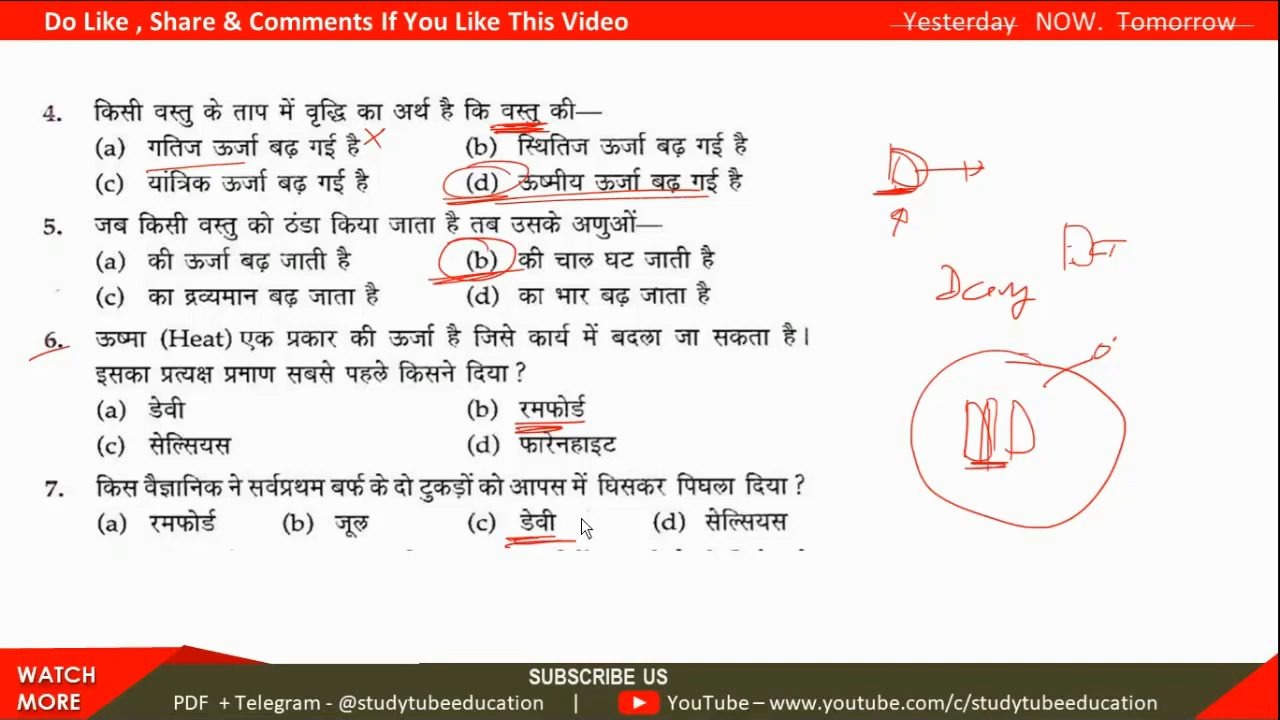 Do Like , Share & Comments If You Like This Video
Yesterday NOW. Tomorrow
4. किसी वस्तु के ताप में वृद्धि का अर्थ है कि वस्तु की—
(a) गतिज ऊर्जा बढ़ गई है (b) स्थितिज ऊर्जा बढ़ गई है
(c) यांत्रिक ऊर्जा बढ़ गई है (d) ऊष्मीय ऊर्जा बढ़ गई है
5. जब किसी वस्तु को ठंडा किया जाता है तब उसके अणुओं—
(a) की ऊर्जा बढ़ जाती है (b) की चाल घट जाती है
(c) का द्रव्यमान बढ़ जाता है (d) का भार बढ़ जाता है
6. ऊष्मा (Heat) एक प्रकार की ऊर्जा है जिसे कार्य में बदला जा सकता है।
इसका प्रत्यक्ष प्रमाण सबसे पहले किसने दिया ?
(a) डेवी (b) रमफोर्ड
(c) सेल्सियस (d) फारेनहाइट
7. किस वैज्ञानिक ने सर्वप्रथम बर्फ के दो टुकड़ों को आपस में घिसकर पिघला दिया ?
(a) रमफोर्ड (b) जूल (c) डेवी (d) सेल्सियस
WATCH
MORE
SUBSCRIBE US
PDF + Telegram - @studytubeeducation | YouTube – www.youtube.com/c/studytubeeducation